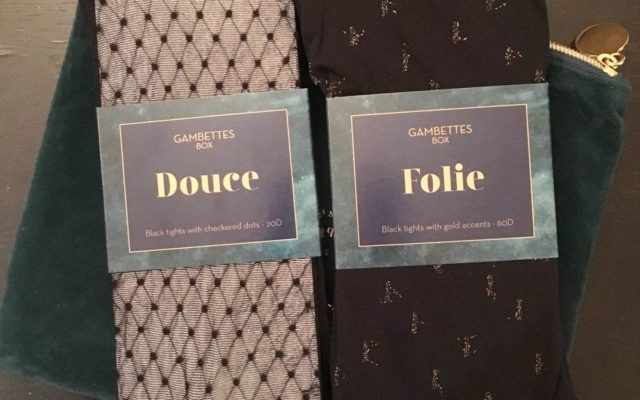 GAMBETTES
BOX
Douce
Black tights with checkered dots - 20D
GAMBETTES
BOX
Folie
Black tights with gold accents - 60D